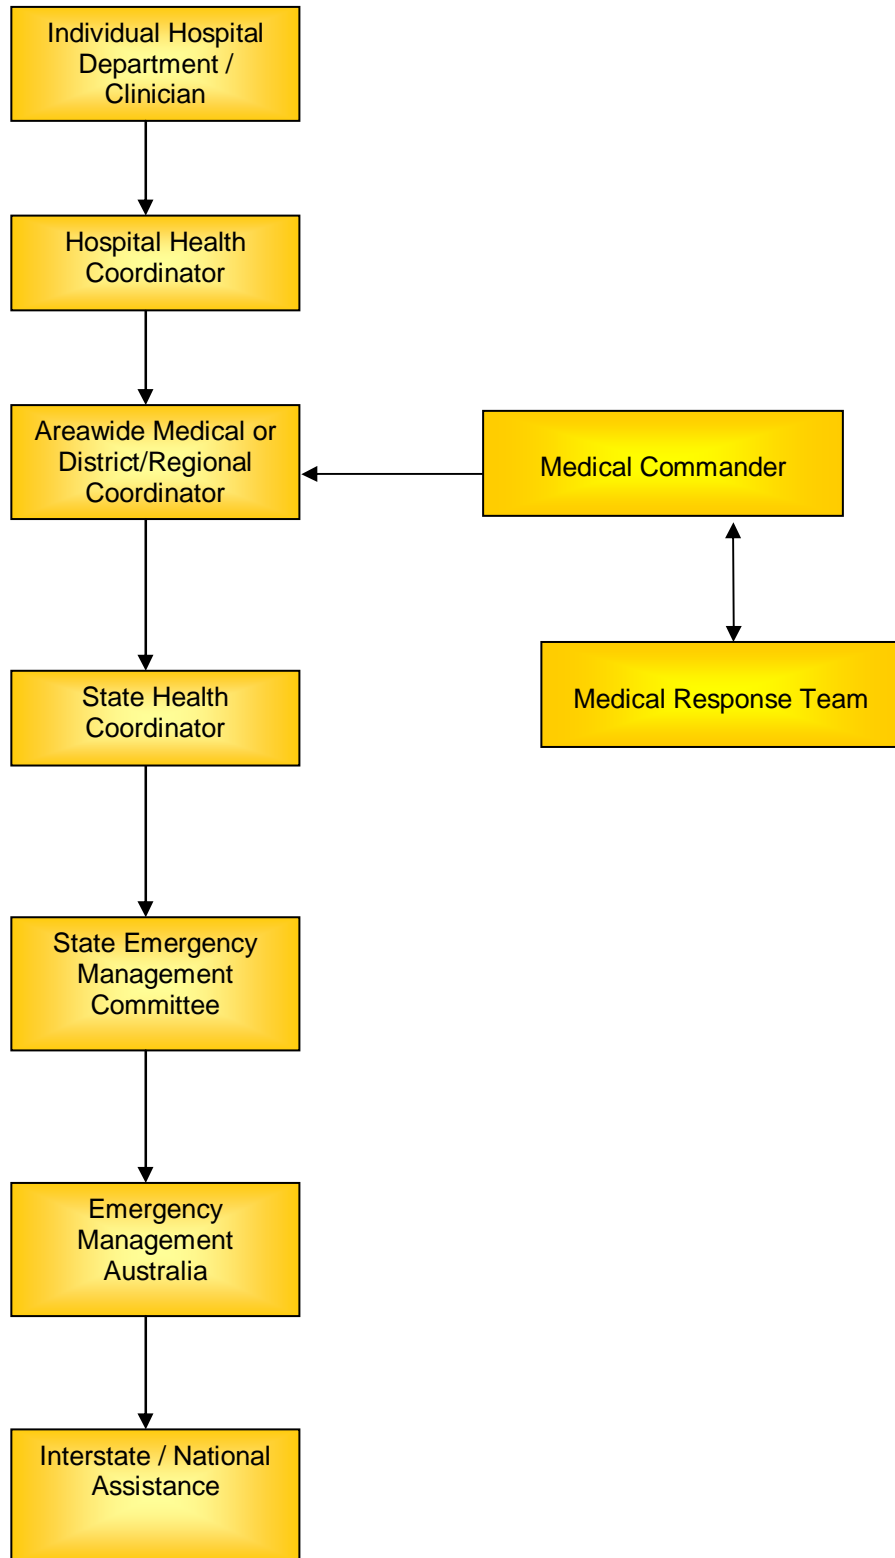 Individual Hospital
Department /
Clinician
Hospital Health
Coordinator
Areawide Medical or
District/Regional
Coordinator
Medical Commander
Medical Response Team
State Health
Coordinator
State Emergency
Management
Committee
Emergency
Management
Australia
Interstate / National
Assistance